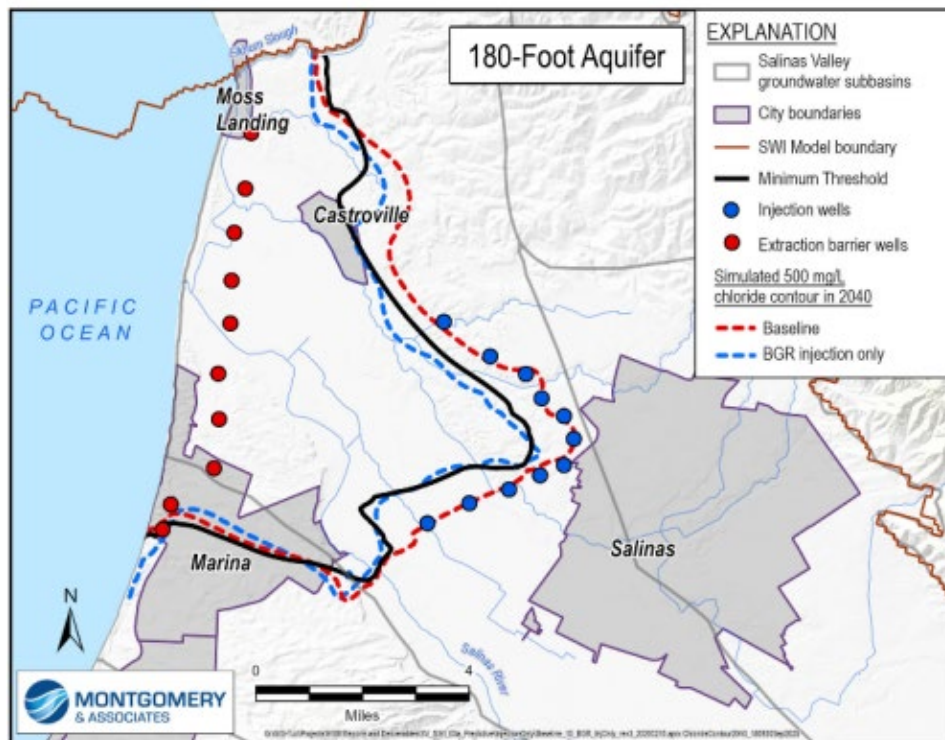 180-Foot Aquifer
EXPLANATION
Salinas Valley
groundwater subbasins
City boundaries
SWI Model boundary
Minimum Threshold
Injection wells
Extraction barrier wells
Simulated 500 mg/L
chloride contour in 2040
Baseline
BGR injection only
Moss
Landing
Castroville
PACIFIC
OCEAN
Marina
Salinas
Salinas River
N
0
4
Miles
MONTGOMERY
& ASSOCIATES